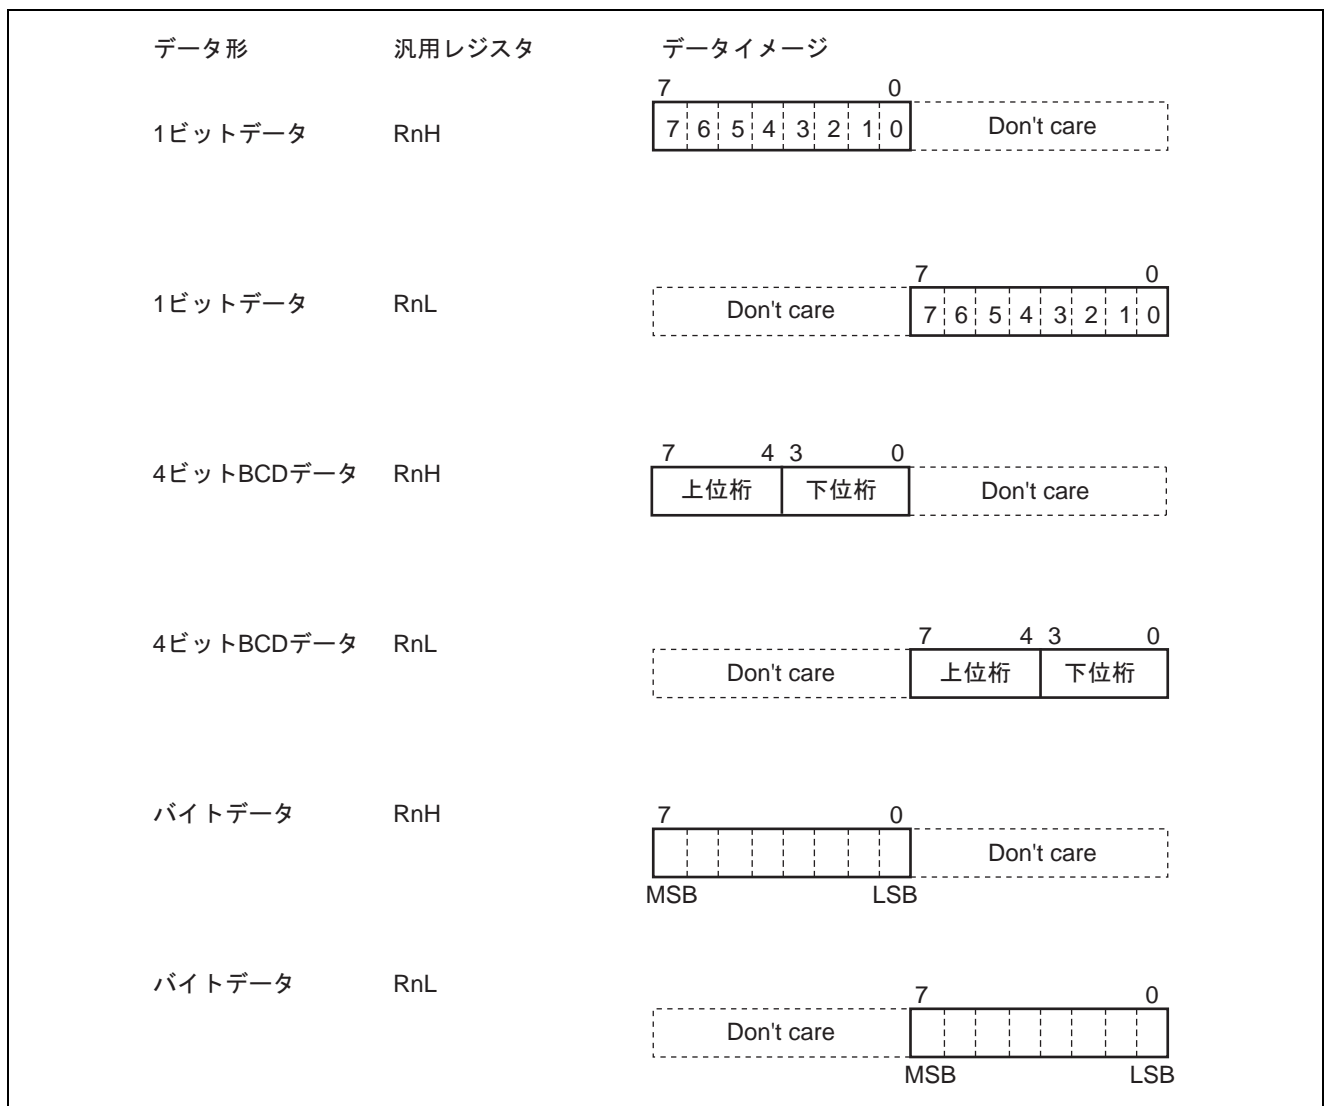 データ形 汎用レジスタ データイメージ
7 0
1ビットデータ RnH 7 6 5 4 3 2 1 0 Don't care
7 0
1ビットデータ RnL Don't care 7 6 5 4 3 2 1 0
7 4 3 0
4ビットBCDデータ RnH 上位桁 下位桁 Don't care
7 4 3 0
4ビットBCDデータ RnL Don't care 上位桁 下位桁
バイトデータ RnH 7 0
Don't care
MSB LSB
バイトデータ RnL 7 0
Don't care
MSB LSB